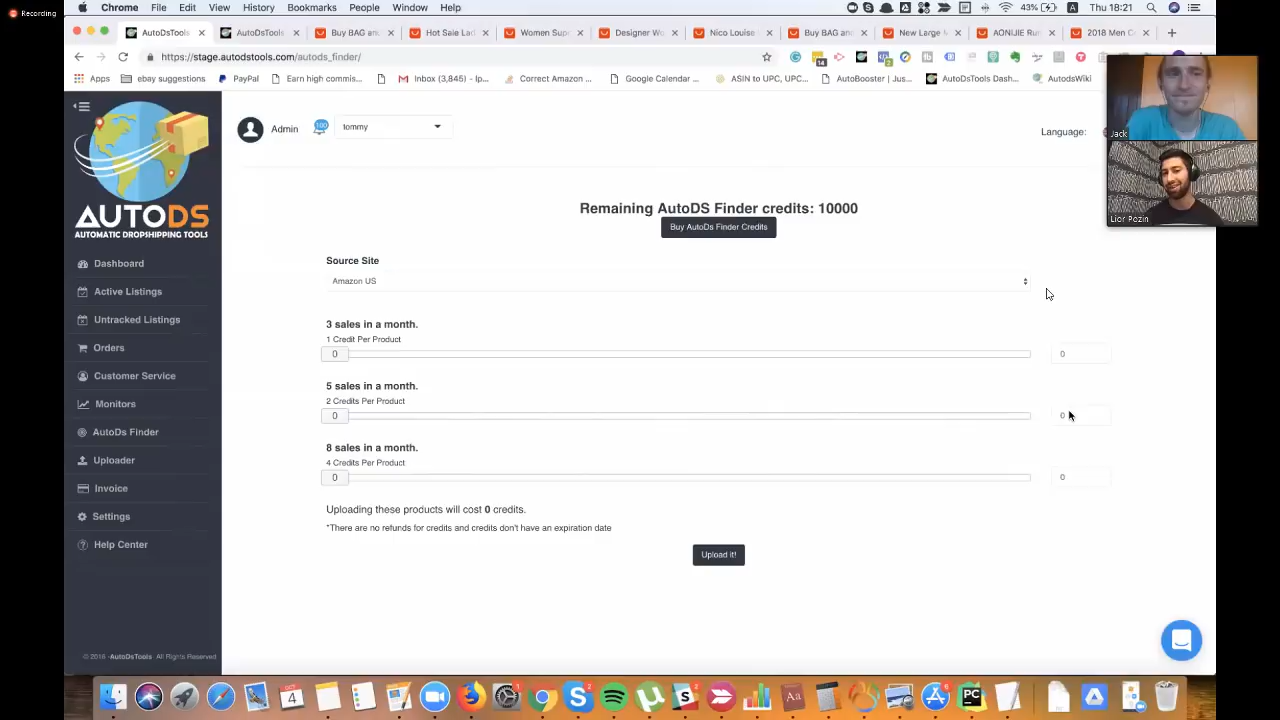 Recording
Chrome File Edit View History Bookmarks People Window Help
43% A Thu 18:21
AutoDsTools AutoDsTools Buy BAG and Hot Sale Lad Women Sup Designer Wo Nico Louise Buy BAG and New Large M AONIJIE Ru 2018 Men C
https://stage.autodstools.com/autods_finder/
Apps ebay suggestions PayPal Earn high commis... Inbox (3,845) - Ip... Correct Amazon ... Google Calendar ... ASIN to UPC, UPC,... AutoBooster | Jus... AutoDsTools Dash... AutodsWiki
Jack
Lior Pozin
AUTODS
AUTOMATIC DROPSHIPPING TOOLS
Admin 100 tommy
Language:
Dashboard
Active Listings
Untracked Listings
Orders
Customer Service
Monitors
AutoDs Finder
Uploader
Invoice
Settings
Help Center
Remaining AutoDS Finder credits: 10000
Buy AutoDs Finder Credits
Source Site
Amazon US
3 sales in a month.
1 Credit Per Product
0 0
5 sales in a month.
2 Credits Per Product
0 0
8 sales in a month.
4 Credits Per Product
0 0
Uploading these products will cost 0 credits.
*There are no refunds for credits and credits don't have an expiration date
Upload it!
© 2016 -AutoDsTools All Rights Reserved